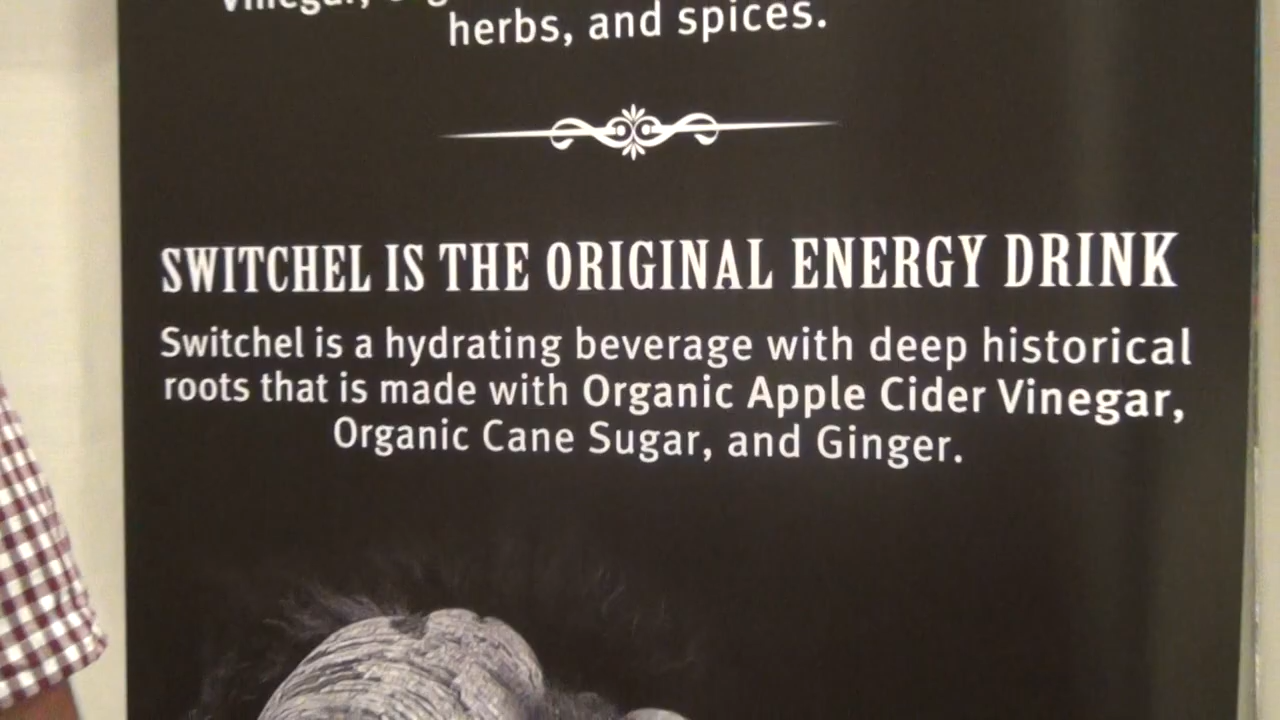 Vinegar,
herbs, and spices.
SWITCHEL IS THE ORIGINAL ENERGY DRINK
Switchel is a hydrating beverage with deep historical
roots that is made with Organic Apple Cider Vinegar,
Organic Cane Sugar, and Ginger.